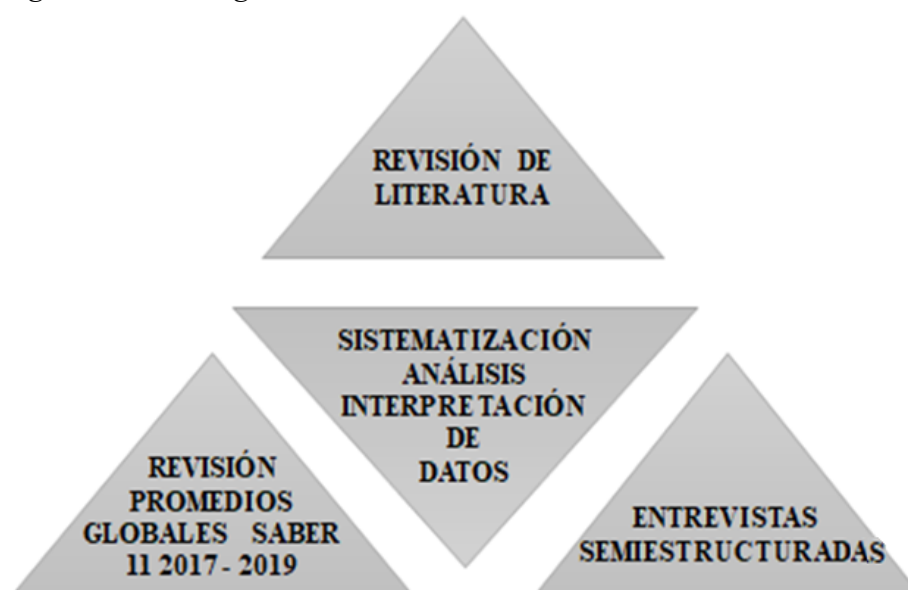 REVISIÓN DE
LITERATURA
SISTEMATIZACIÓN
ANÁLISIS
INTERPRETACIÓN
DE
DATOS
REVISIÓN
PROMEDIOS
GLOBALES SABER
11 2017 - 2019
ENTREVISTAS
SEMIESTRUCTURADAS